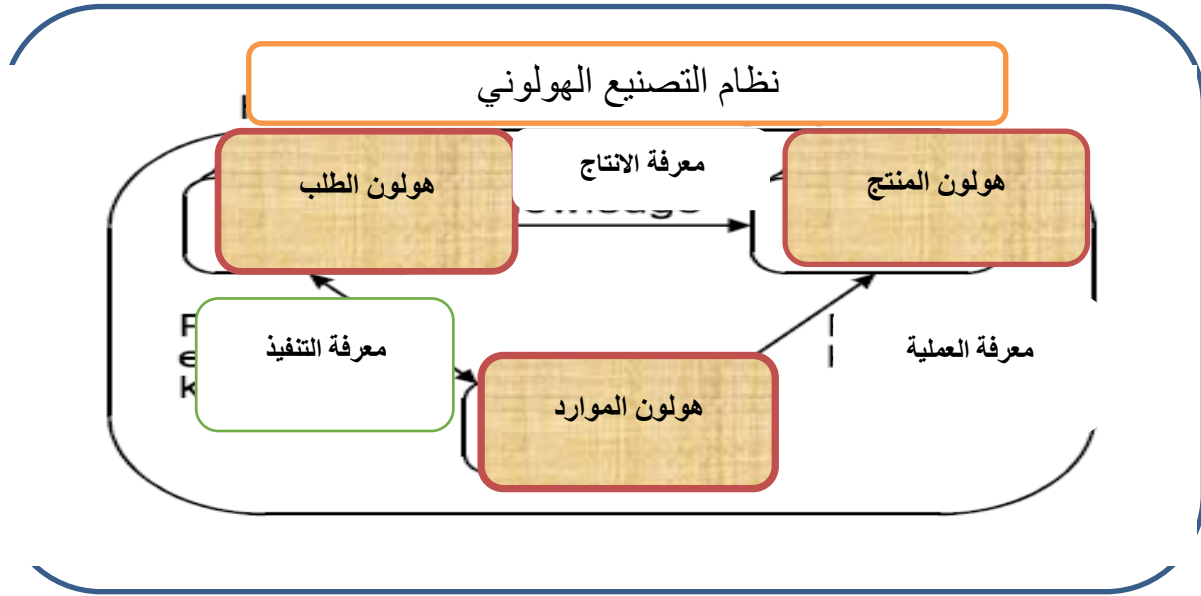 نظام التصنيع الهولوني
هولون المنتج
معرفة الانتاج
هولون الطلب
معرفة العملية
معرفة التنفيذ
هولون الموارد